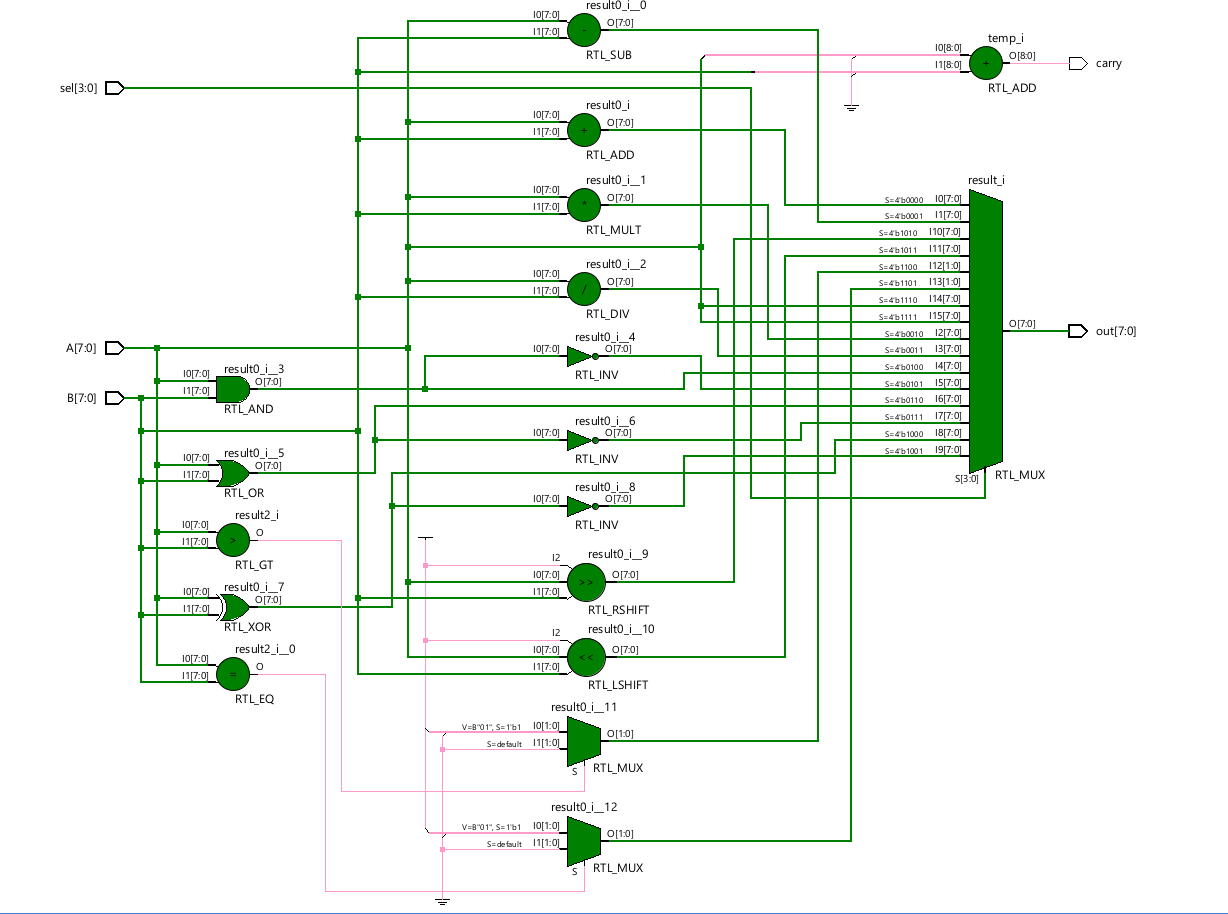 result0_i__0
I0[7:0]
I1[7:0]
-
O[7:0]
RTL_SUB
temp_i
I0[8:0]
I1[8:0]
+
O[8:0]
RTL_ADD
carry
sel[3:0]
result0_i
I0[7:0]
I1[7:0]
+
O[7:0]
RTL_ADD
result0_i__1
I0[7:0]
I1[7:0]
*
O[7:0]
RTL_MULT
result0_i__2
I0[7:0]
I1[7:0]
/
O[7:0]
RTL_DIV
result_i
S=4'b0000 I0[7:0]
S=4'b0001 I1[7:0]
S=4'b1010 I10[7:0]
S=4'b1011 I11[7:0]
S=4'b1100 I12[1:0]
S=4'b1101 I13[1:0]
S=4'b1110 I14[7:0]
S=4'b1111 I15[7:0]
S=4'b0010 I2[7:0]
S=4'b0011 I3[7:0]
S=4'b0100 I4[7:0]
S=4'b0101 I5[7:0]
S=4'b0110 I6[7:0]
S=4'b0111 I7[7:0]
S=4'b1000 I8[7:0]
S=4'b1001 I9[7:0]
S[3:0]
O[7:0]
RTL_MUX
out[7:0]
A[7:0]
B[7:0]
result0_i__3
I0[7:0]
I1[7:0]
O[7:0]
RTL_AND
result0_i__4
I0[7:0]
O[7:0]
RTL_INV
result0_i__5
I0[7:0]
I1[7:0]
O[7:0]
RTL_OR
result0_i__6
I0[7:0]
O[7:0]
RTL_INV
result2_i
I0[7:0]
I1[7:0]
>
O
RTL_GT
result0_i__8
I0[7:0]
O[7:0]
RTL_INV
result0_i__7
I0[7:0]
I1[7:0]
O[7:0]
RTL_XOR
result0_i__9
I2
I0[7:0]
I1[7:0]
>>
O[7:0]
RTL_RSHIFT
result2_i__0
I0[7:0]
I1[7:0]
=
O
RTL_EQ
result0_i__10
I2
I0[7:0]
I1[7:0]
<<
O[7:0]
RTL_LSHIFT
result0_i__11
V=B"01", S=1'b1 I0[1:0]
S=default I1[1:0]
S
O[1:0]
RTL_MUX
result0_i__12
V=B"01", S=1'b1 I0[1:0]
S=default I1[1:0]
S
O[1:0]
RTL_MUX